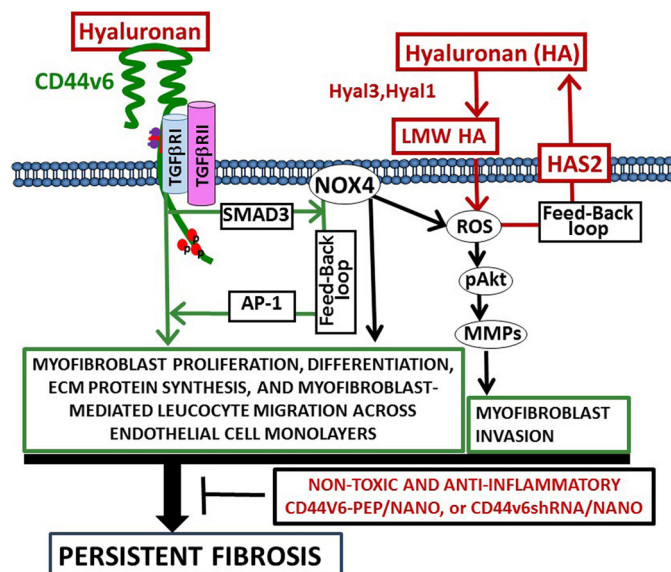 Hyaluronan
CD44v6
TGFβRI
TGFβRII
SMAD3
AP-1
Feed-Back
loop
NOX4
Hyaluronan (HA)
Hyal3,Hyal1
LMW HA
HAS2
ROS
Feed-Back
loop
pAkt
MMPs
P
P
P
MYOFIBROBLAST PROLIFERATION, DIFFERENTIATION,
ECM PROTEIN SYNTHESIS, AND MYOFIBROBLAST-
MEDIATED LEUCOCYTE MIGRATION ACROSS
ENDOTHELIAL CELL MONOLAYERS
MYOFIBROBLAST
INVASION
NON-TOXIC AND ANTI-INFLAMMATORY
CD44V6-PEP/NANO, or CD44v6shRNA/NANO
PERSISTENT FIBROSIS